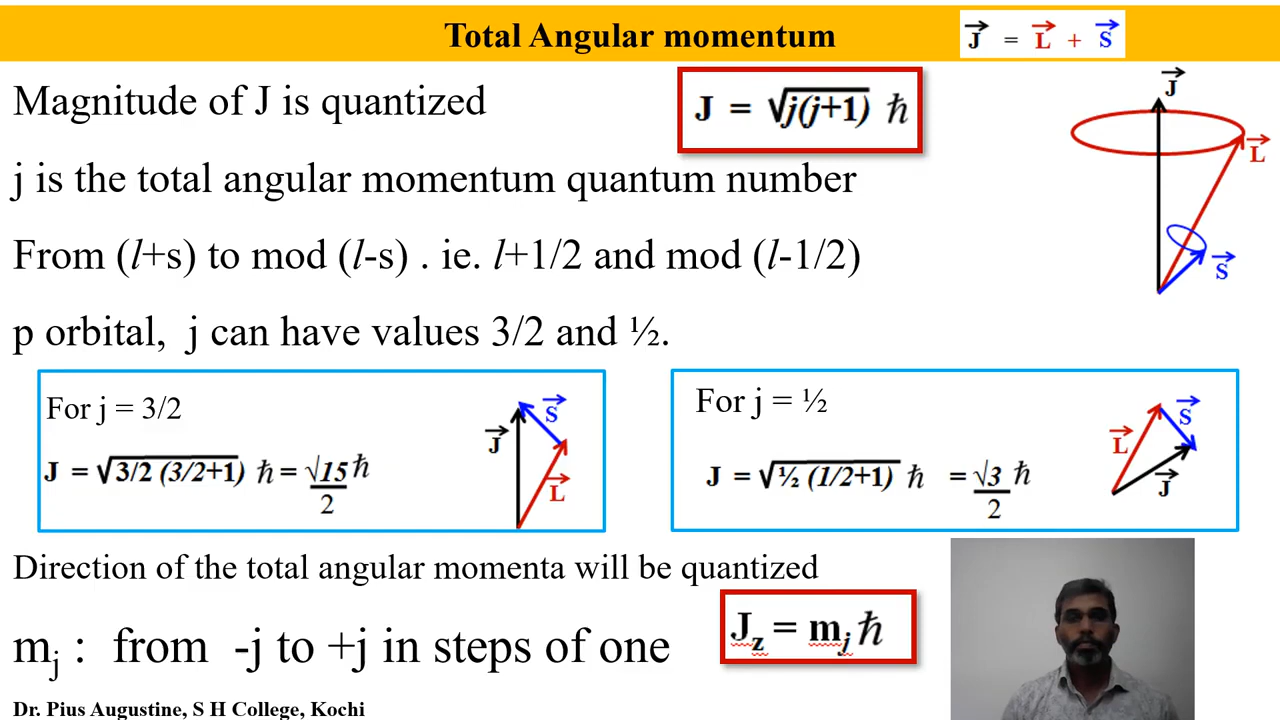 Total Angular momentum
J = L + S
Magnitude of J is quantized
J = √j(j+1) ℏ
j is the total angular momentum quantum number
From (l+s) to mod (l-s) . ie. l+1/2 and mod (l-1/2)
p orbital, j can have values 3/2 and ½.
J
L
S
For j = 3/2
J = √3/2 (3/2+1) ℏ = √15/2 ℏ
S
J
L
For j = ½
J = √½ (1/2+1) ℏ = √3/2 ℏ
S
L
J
Direction of the total angular momenta will be quantized
mj : from -j to +j in steps of one
Jz = mj ℏ
Dr. Pius Augustine, S H College, Kochi